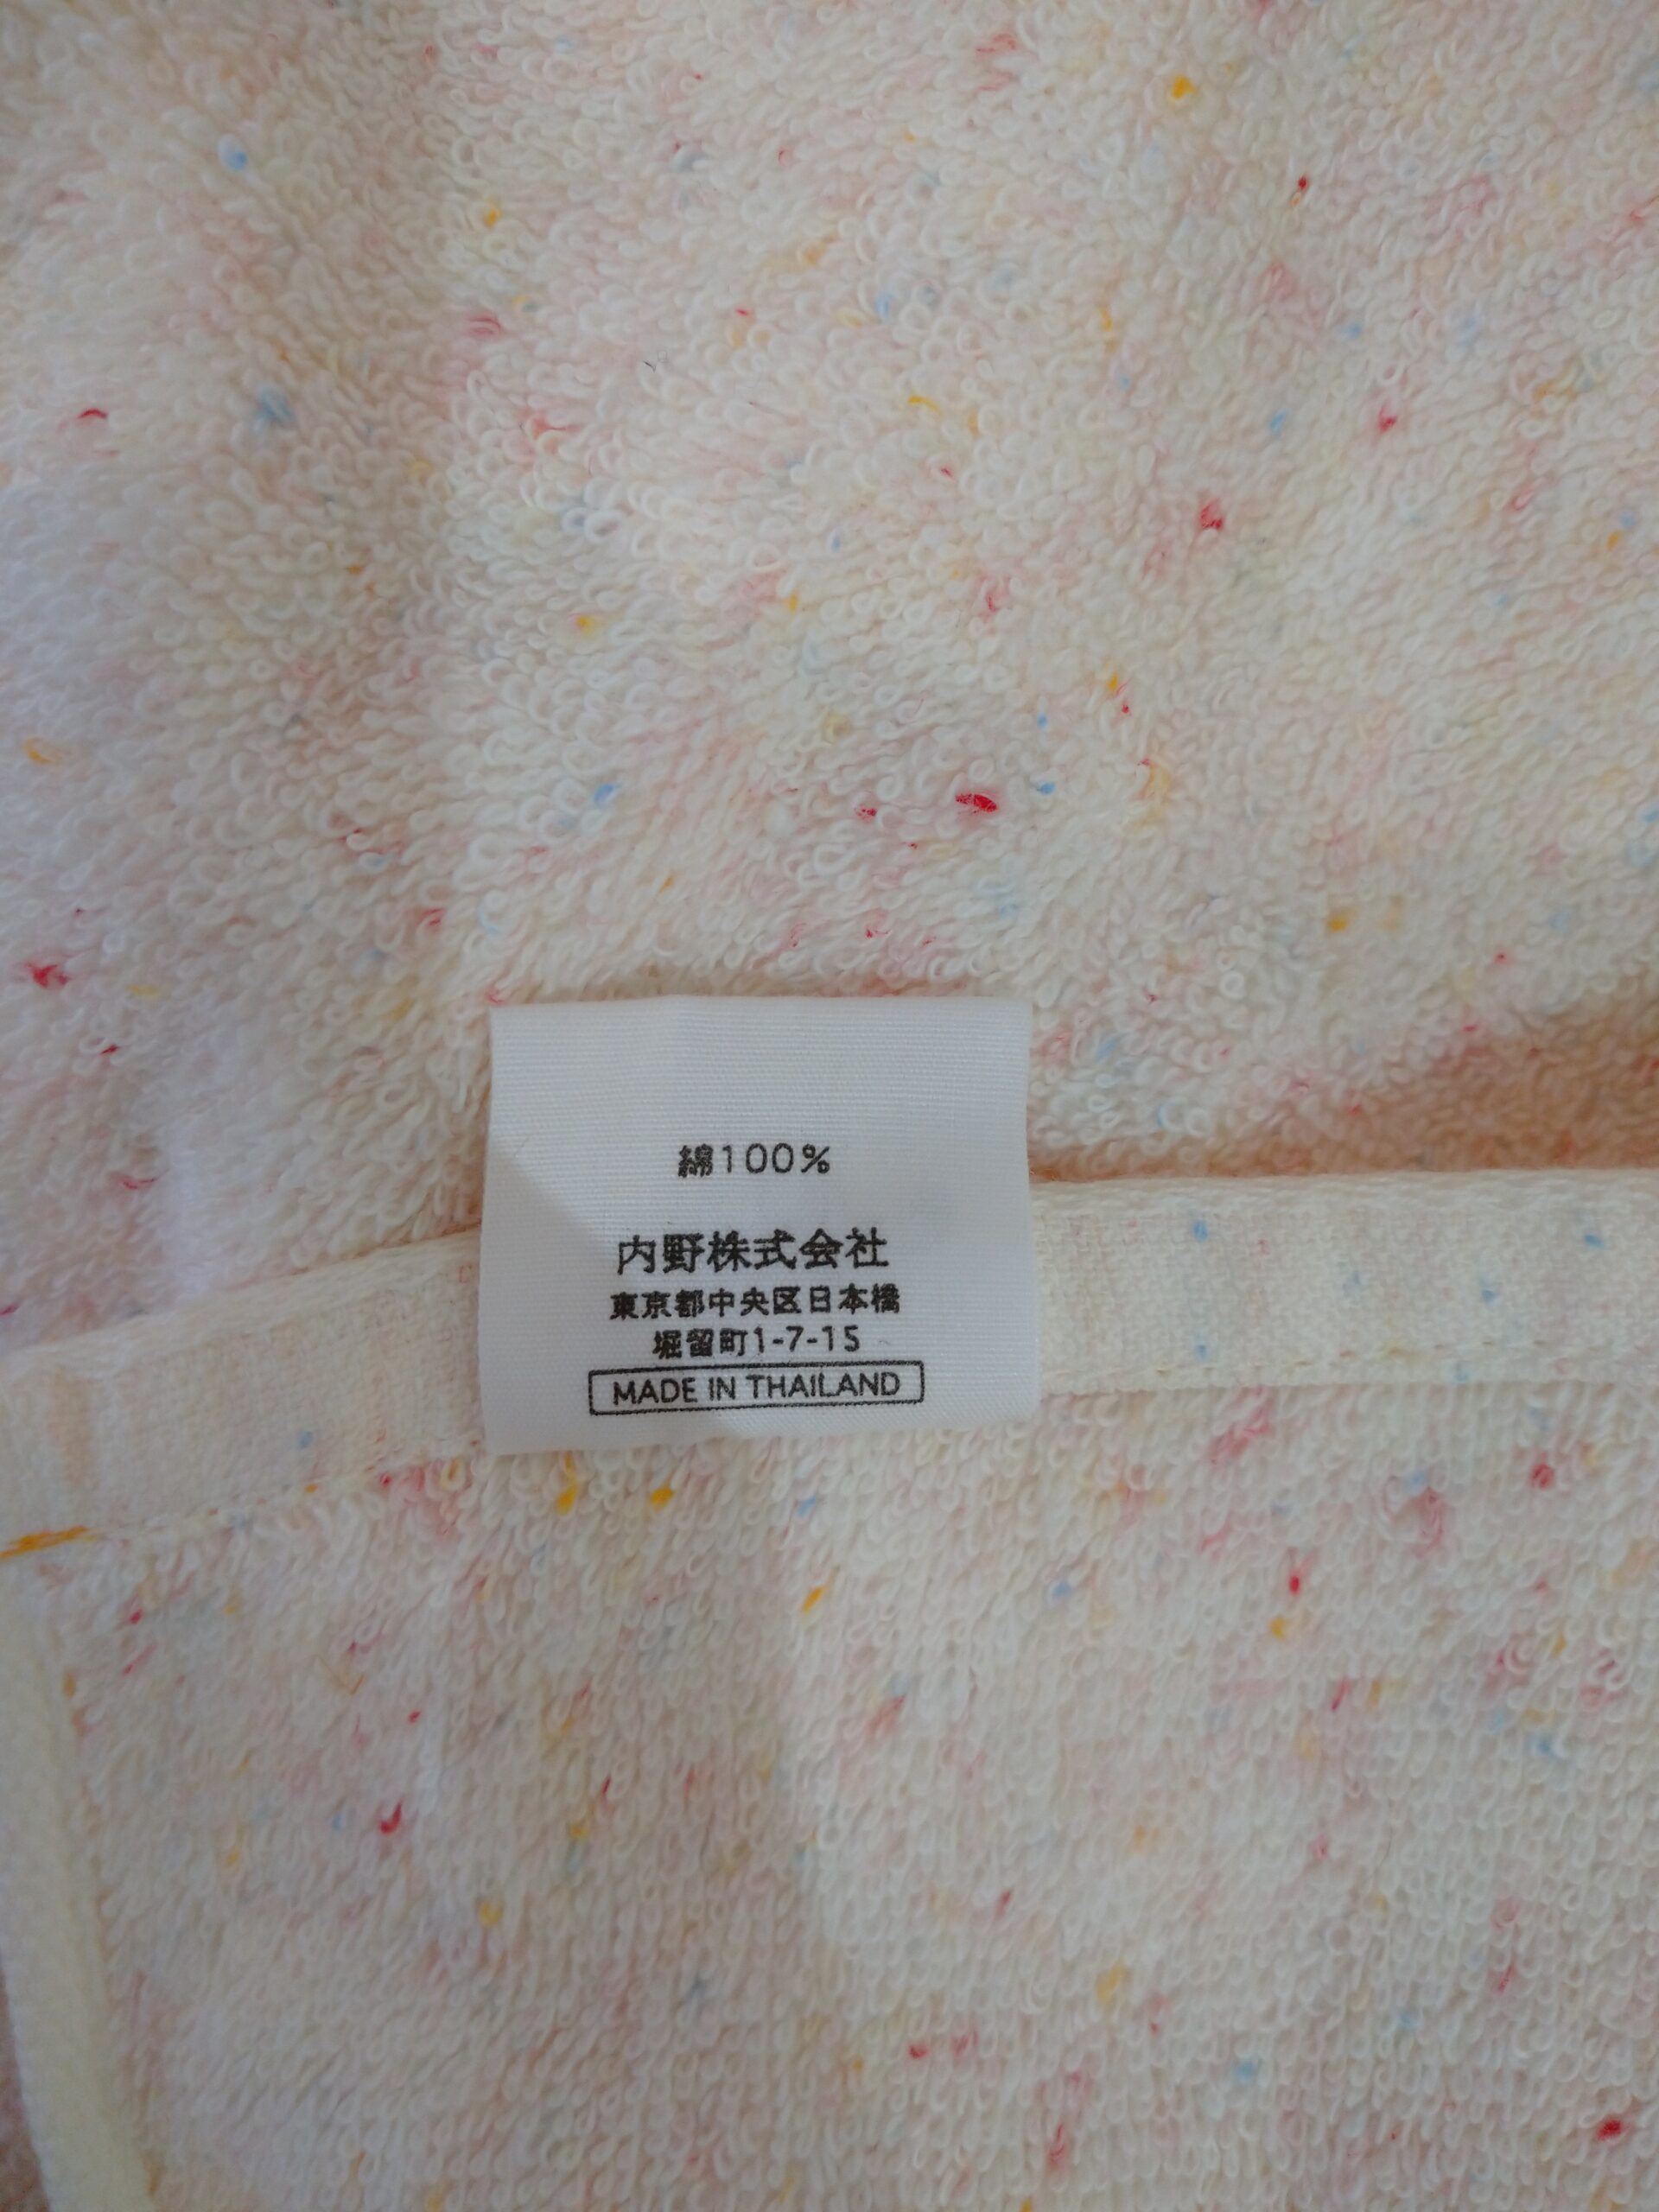 綿100%
内野株式会社
東京都中央区日本橋
堀留町1-7-15
MADE IN THAILAND